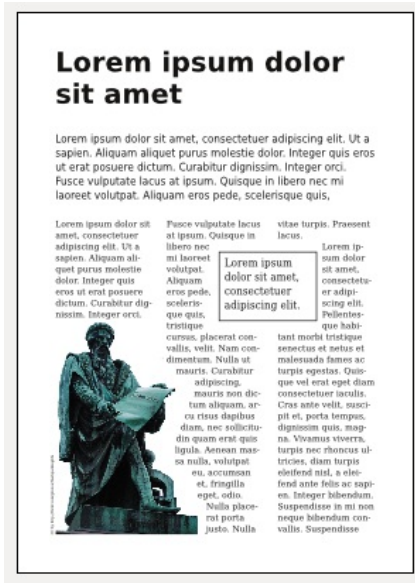 Lorem ipsum dolor
sit amet
Lorem ipsum dolor sit amet, consectetuer adipiscing elit. Ut a
sapien. Aliquam aliquet purus molestie dolor. Integer quis eros
ut erat posuere dictum. Curabitur dignissim. Integer orci.
Fusce vulputate lacus at ipsum. Quisque in libero nec mi
laoreet volutpat. Aliquam eros pede, scelerisque quis,
Lorem ipsum dolor sit
amet, consectetuer
adipiscing elit. Ut a
sapien. Aliquam ali-
quet purus molestie
dolor. Integer quis
eros ut erat posuere
dictum. Curabitur dig-
nissim. Integer orci.
Fusce vulputate lacus
at ipsum. Quisque in
libero nec
mi laoreet
volutpat.
Aliquam
eros pede,
sceleris-
que quis,
tristique
cursus, placerat con-
vallis, velit. Nam con-
dimentum. Nulla ut
mauris. Curabitur
adipiscing,
mauris non dic-
tum aliquam, ar-
cu risus dapibus
diam, nec sollicitu-
din quam erat quis
ligula. Aenean mas-
sa nulla, volutpat
eu, accumsan
et, fringilla
eget, odio.
Nulla place-
rat porta
justo. Nulla
Lorem ipsum
dolor sit amet,
consectetuer
adipiscing elit.
vitae turpis. Praesent
lacus.
Lorem ip-
sum dolor
sit amet,
consectetu-
er adipi-
scing elit.
Pellentes-
que habi-
tant morbi tristique
senectus et netus et
malesuada fames ac
turpis egestas. Quis-
que vel erat eget diam
consectetuer iaculis.
Cras ante velit, susci-
pit et, porta tempus,
dignissim quis, mag-
na. Vivamus viverra,
turpis nec rhoncus ul-
tricies, diam turpis
eleifend nisl, a elei-
fend ante felis ac sapi-
en. Integer bibendum.
Suspendisse in mi non
neque bibendum con-
vallis. Suspendisse